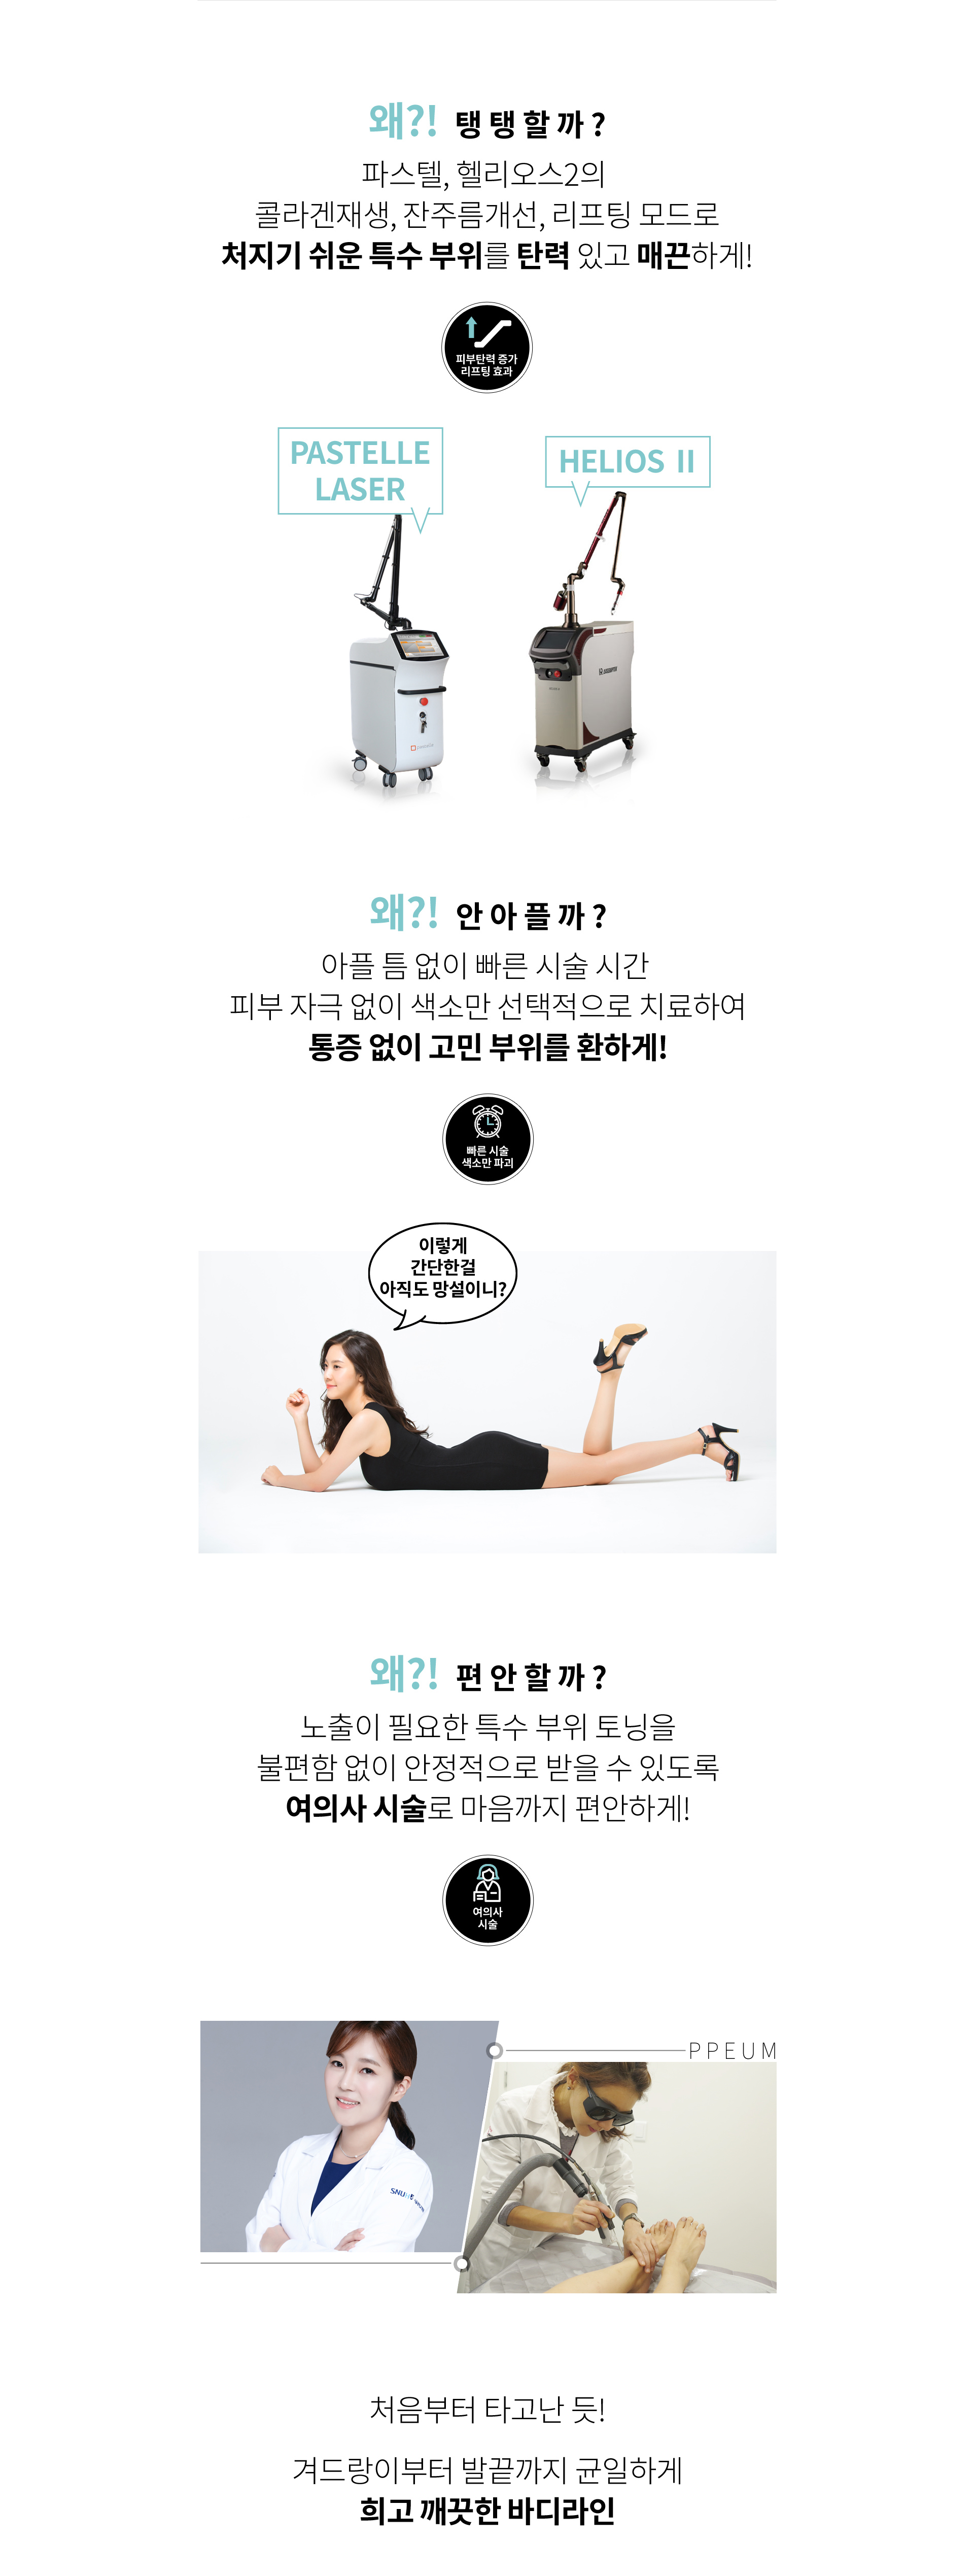 왜?! 탱탱할까?
파스텔, 헬리오스2의
콜라겐재생, 잔주름개선, 리프팅 모드로
처지기 쉬운 특수 부위를 탄력 있고 매끈하게!
피부탄력 증가
리프팅 효과
PASTELLE
LASER
HELIOS II
왜?! 안아플까?
아플 틈 없이 빠른 시술 시간
피부 자극 없이 색소만 선택적으로 치료하여
통증 없이 고민 부위를 환하게!
빠른 시술
색소만 파괴
이렇게
간단한걸
아직도 망설이니?
왜?! 편안할까?
노출이 필요한 특수 부위 토닝을
불편함 없이 안정적으로 받을 수 있도록
여의사 시술로 마음까지 편안하게!
여의사
시술
PPEUM
처음부터 타고난 듯!
겨드랑이부터 발끝까지 균일하게
희고 깨끗한 바디라인